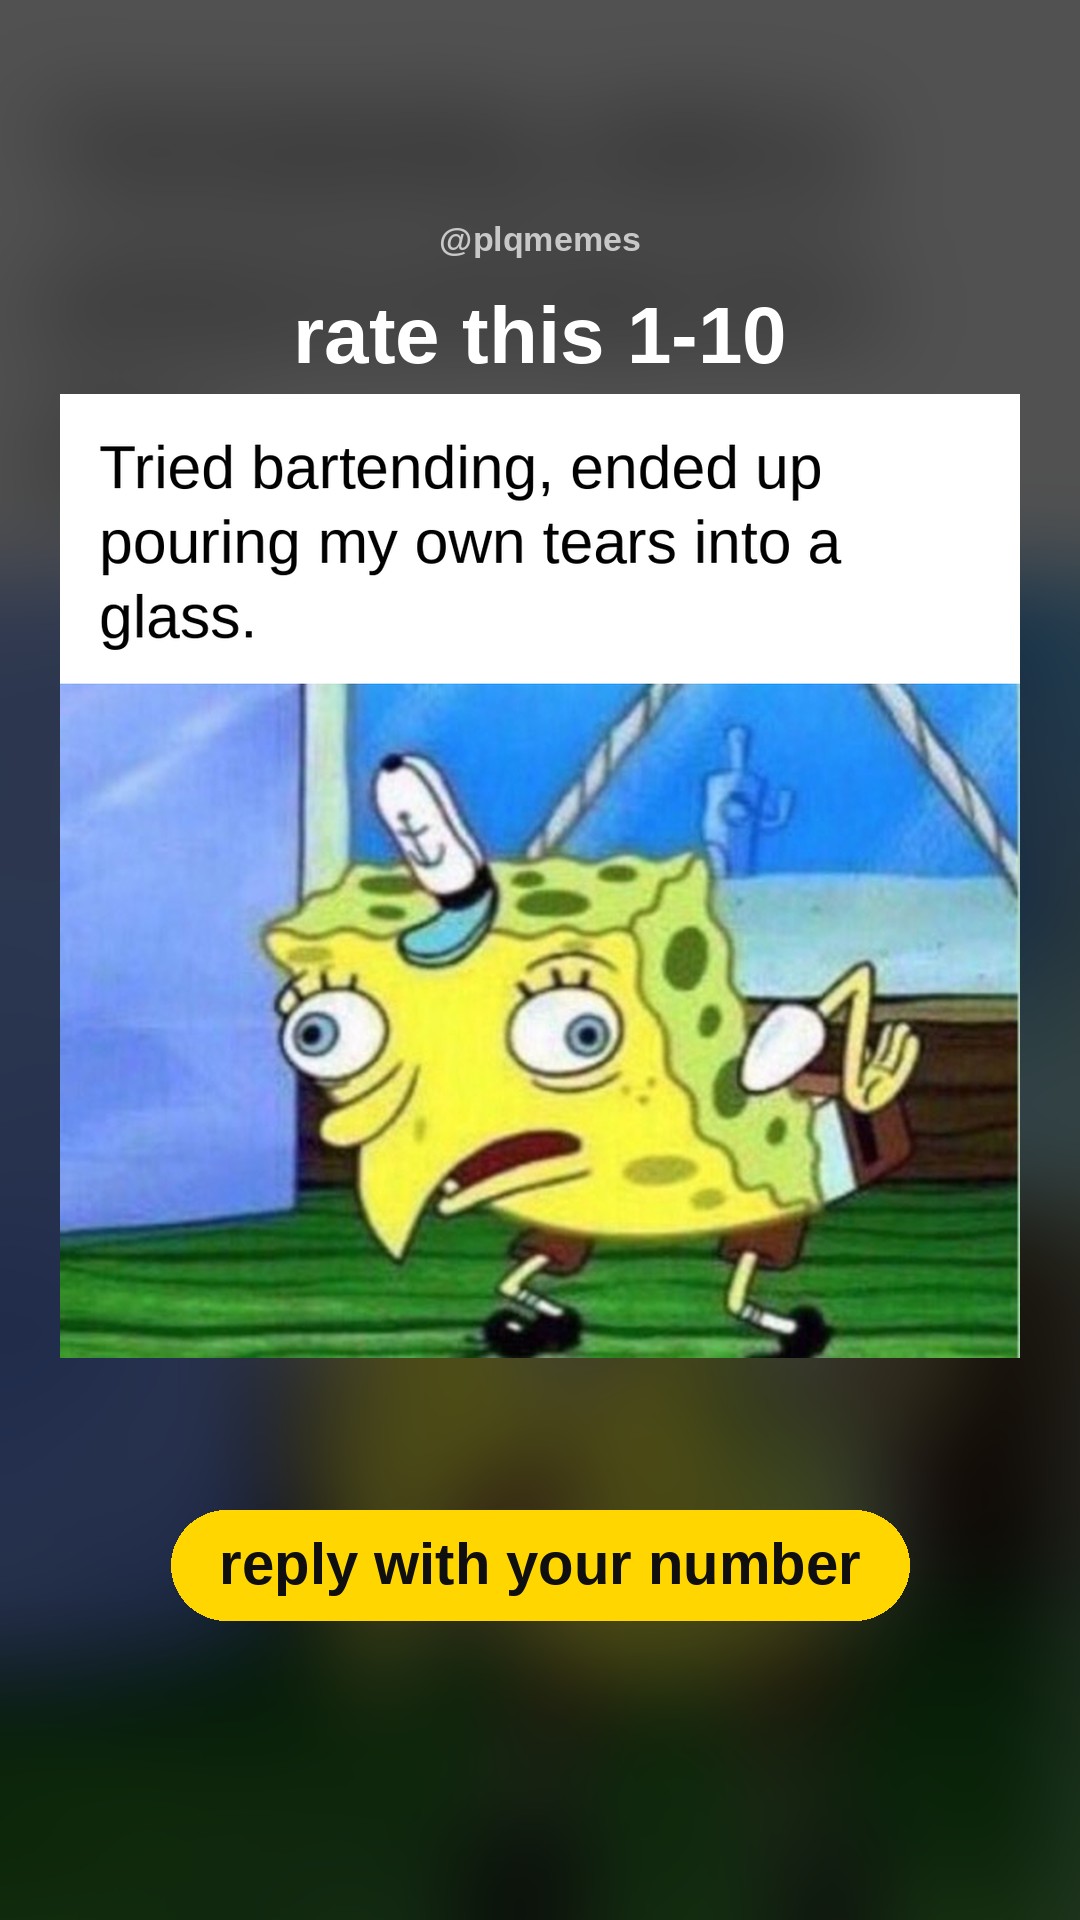 @plqmemes
rate this 1-10
Tried bartending, ended up
pouring my own tears into a
glass.
reply with your number